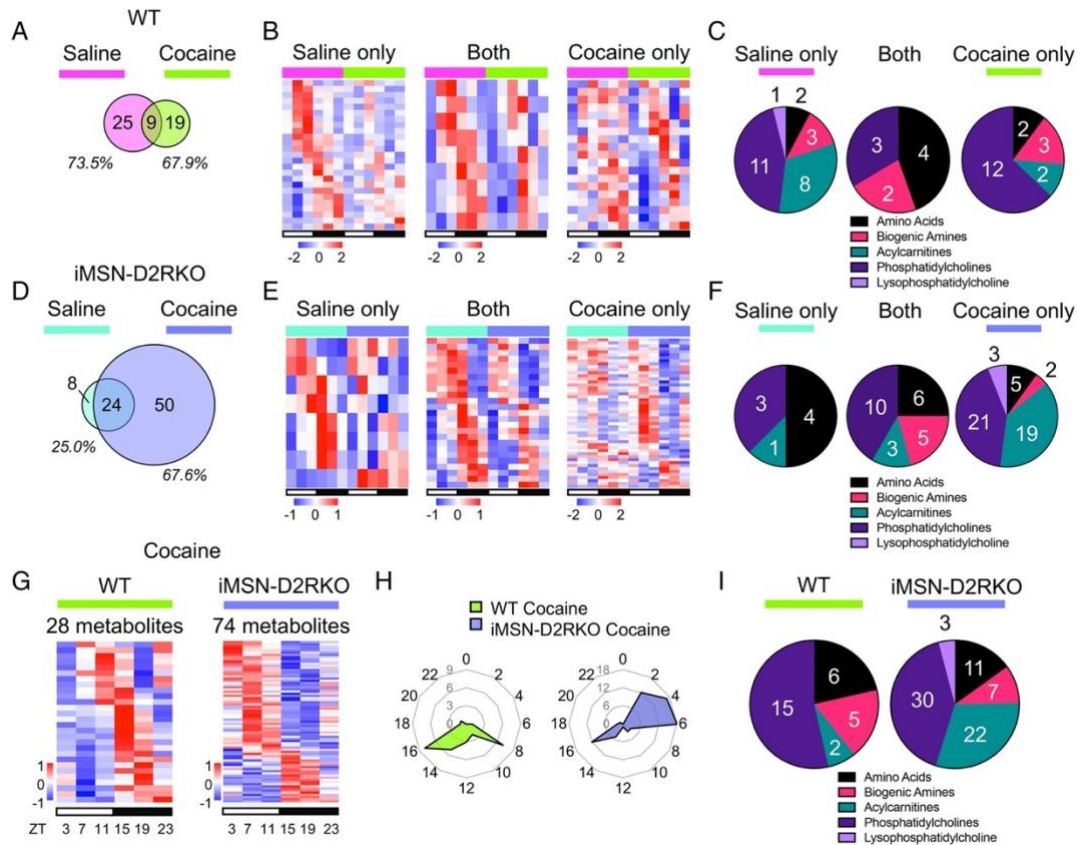 WT
A
Saline
Cocaine
25
9
19
73.5%
67.9%
B
Saline only
Both
Cocaine only
-2 0 2
-2 0 2
-2 0 2
C
Saline only
Both
Cocaine only
1
2
3
8
11
3
4
2
2
3
2
12
Amino Acids
Biogenic Amines
Acylcarnitines
Phosphatidylcholines
Lysophosphatidylcholine
iMSN-D2RKO
D
Saline
Cocaine
8
24
50
25.0%
67.6%
E
Saline only
Both
Cocaine only
-1 0 1
-1 0 1
-2 0 2
F
Saline only
Both
Cocaine only
3
4
1
10
6
3
5
3
5
2
21
19
Amino Acids
Biogenic Amines
Acylcarnitines
Phosphatidylcholines
Lysophosphatidylcholine
Cocaine
G
WT
iMSN-D2RKO
28 metabolites
74 metabolites
1
0
-1
1
0
-1
ZT
3 7 11 15 19 23
3 7 11 15 19 23
H
WT Cocaine
iMSN-D2RKO Cocaine
0
2
4
6
8
10
12
14
16
18
20
22
9
6
3
0
0
2
4
6
8
10
12
14
16
18
20
22
18
12
6
0
I
WT
iMSN-D2RKO
15
6
5
2
3
11
7
30
22
Amino Acids
Biogenic Amines
Acylcarnitines
Phosphatidylcholines
Lysophosphatidylcholine